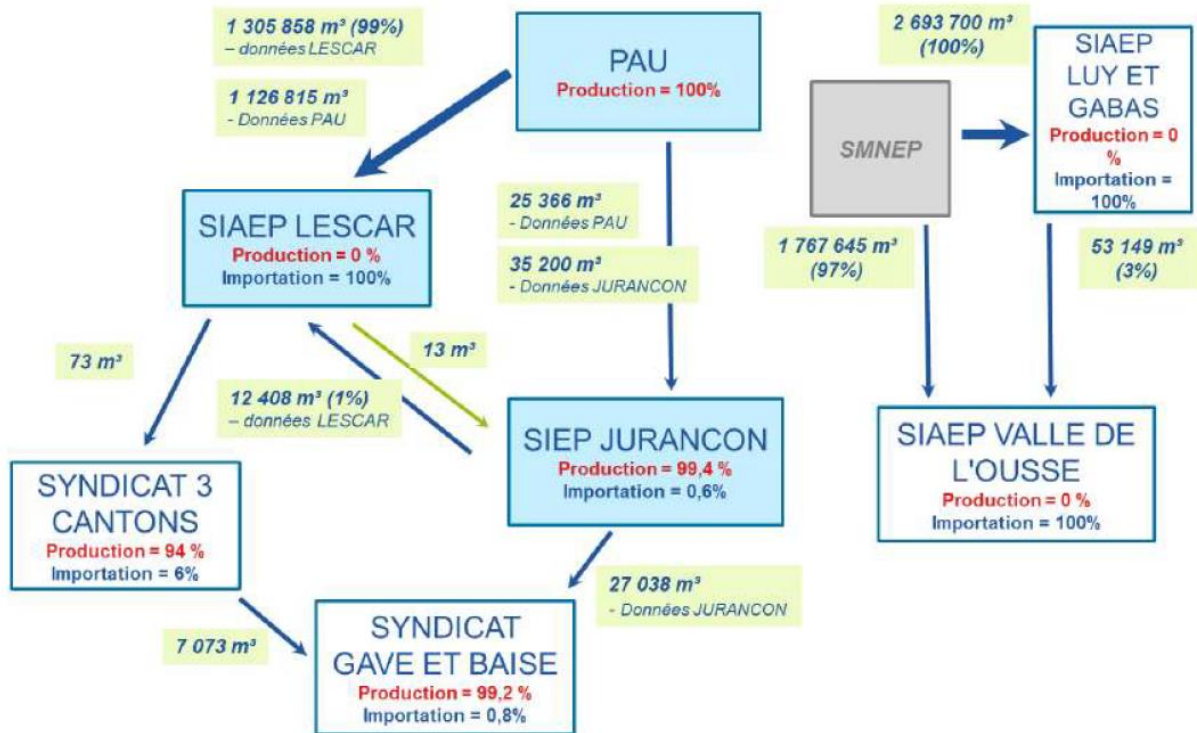 1 305 858 m³ (99%)
– données LESCAR
1 126 815 m³
- Données PAU
PAU
Production = 100%
2 693 700 m³
(100%)
SIAEP
LUY ET
GABAS
Production = 0
%
Importation =
100%
SMNEP
SIAEP LESCAR
Production = 0 %
Importation = 100%
25 366 m³
- Données PAU
35 200 m³
- Données JURANCON
1 767 645 m³
(97%)
53 149 m³
(3%)
73 m³
13 m³
12 408 m³ (1%)
– données LESCAR
SYNDICAT 3
CANTONS
Production = 94 %
Importation = 6%
SIEP JURANCON
Production = 99,4 %
Importation = 0,6%
SIAEP VALLE DE
L'OUSSE
Production = 0 %
Importation = 100%
7 073 m³
27 038 m³
- Données JURANCON
SYNDICAT
GAVE ET BAISE
Production = 99,2 %
Importation = 0,8%